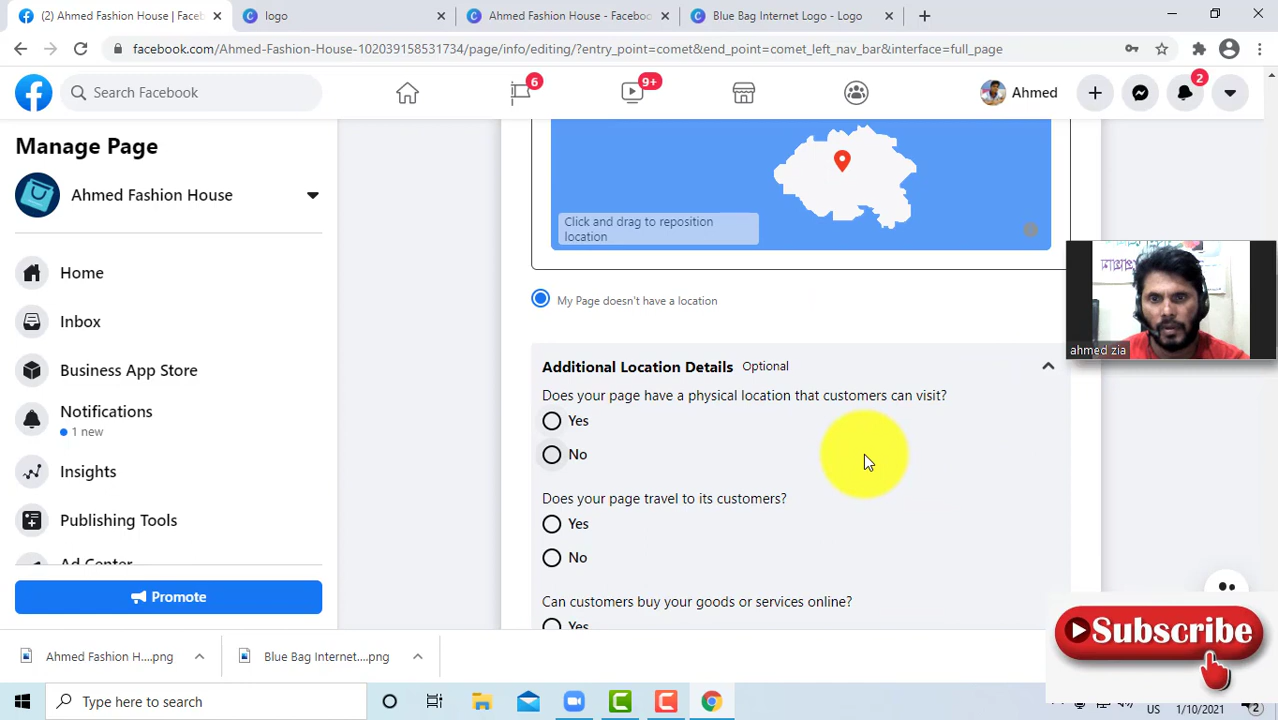 (2) Ahmed Fashion House | Faceb
logo
Ahmed Fashion House - Faceboo
Blue Bag Internet Logo - Logo
facebook.com/Ahmed-Fashion-House-102039158531734/page/info/editing/?entry_point=comet&end_point=comet_left_nav_bar&interface=full_page
Search Facebook
6
9+
Ahmed
2
Manage Page
Ahmed Fashion House
Home
Inbox
Business App Store
Notifications
1 new
Insights
Publishing Tools
Ad Center
Promote
Click and drag to reposition
location
My Page doesn't have a location
Additional Location Details Optional
Does your page have a physical location that customers can visit?
Yes
No
Does your page travel to its customers?
Yes
No
Can customers buy your goods or services online?
Yes
ahmed zia
Subscribe
Ahmed Fashion H....png
Blue Bag Internet....png
Type here to search
US
1/10/2021
2